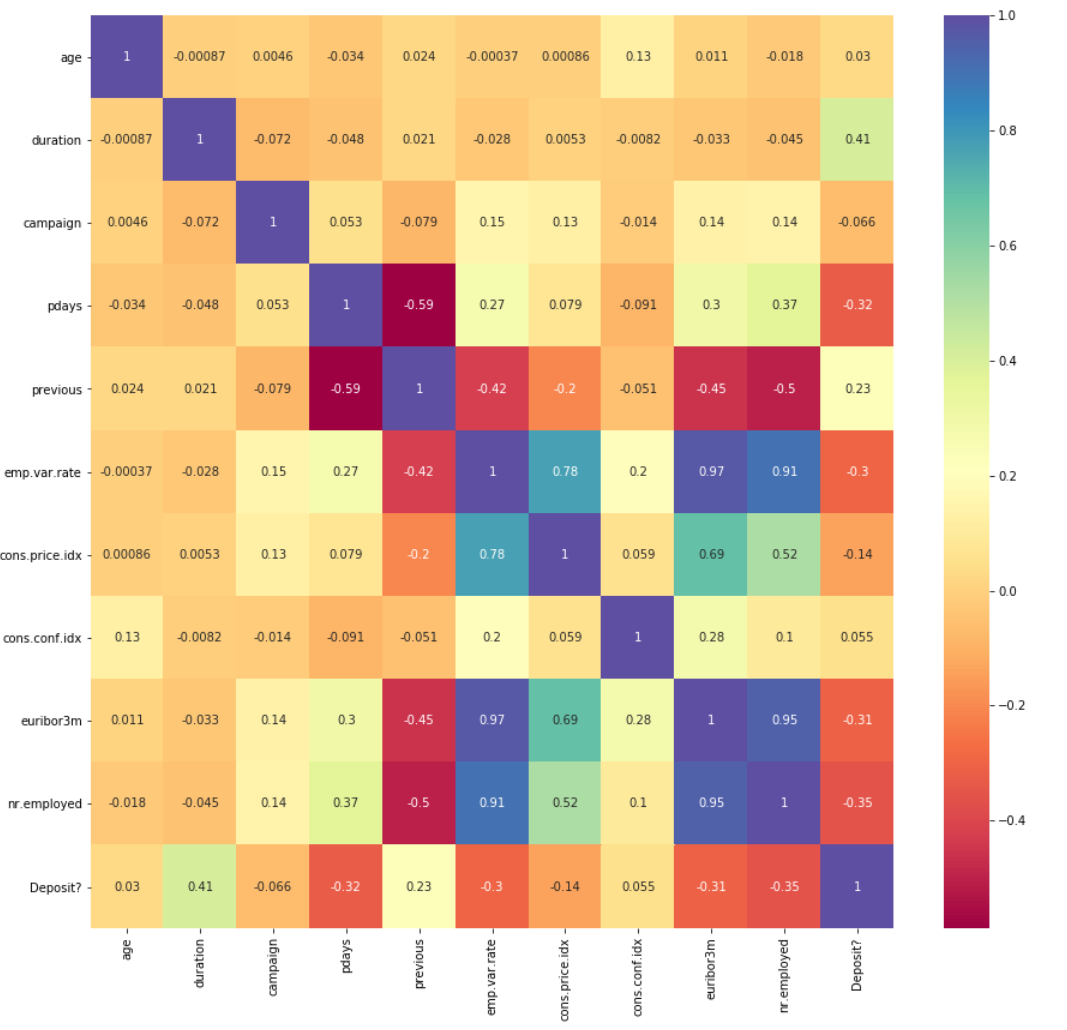 age 1 -0.00087 0.0046 -0.034 0.024 -0.00037 0.00086 0.13 0.011 -0.018 0.03
duration -0.00087 1 -0.072 -0.048 0.021 -0.028 0.0053 -0.0082 -0.033 -0.045 0.41
campaign 0.0046 -0.072 1 0.053 -0.079 0.15 0.13 -0.014 0.14 0.14 -0.066
pdays -0.034 -0.048 0.053 1 -0.59 0.27 0.079 -0.091 0.3 0.37 -0.32
previous 0.024 0.021 -0.079 -0.59 1 -0.42 -0.2 -0.051 -0.45 -0.5 0.23
emp.var.rate -0.00037 -0.028 0.15 0.27 -0.42 1 0.78 0.2 0.97 0.91 -0.3
cons.price.idx 0.00086 0.0053 0.13 0.079 -0.2 0.78 1 0.059 0.69 0.52 -0.14
cons.conf.idx 0.13 -0.0082 -0.014 -0.091 -0.051 0.2 0.059 1 0.28 0.1 0.055
euribor3m 0.011 -0.033 0.14 0.3 -0.45 0.97 0.69 0.28 1 0.95 -0.31
nr.employed -0.018 -0.045 0.14 0.37 -0.5 0.91 0.52 0.1 0.95 1 -0.35
Deposit? 0.03 0.41 -0.066 -0.32 0.23 -0.3 -0.14 0.055 -0.31 -0.35 1
age duration campaign pdays previous emp.var.rate cons.price.idx cons.conf.idx euribor3m nr.employed Deposit?
1.0
0.8
0.6
0.4
0.2
0.0
−0.2
−0.4